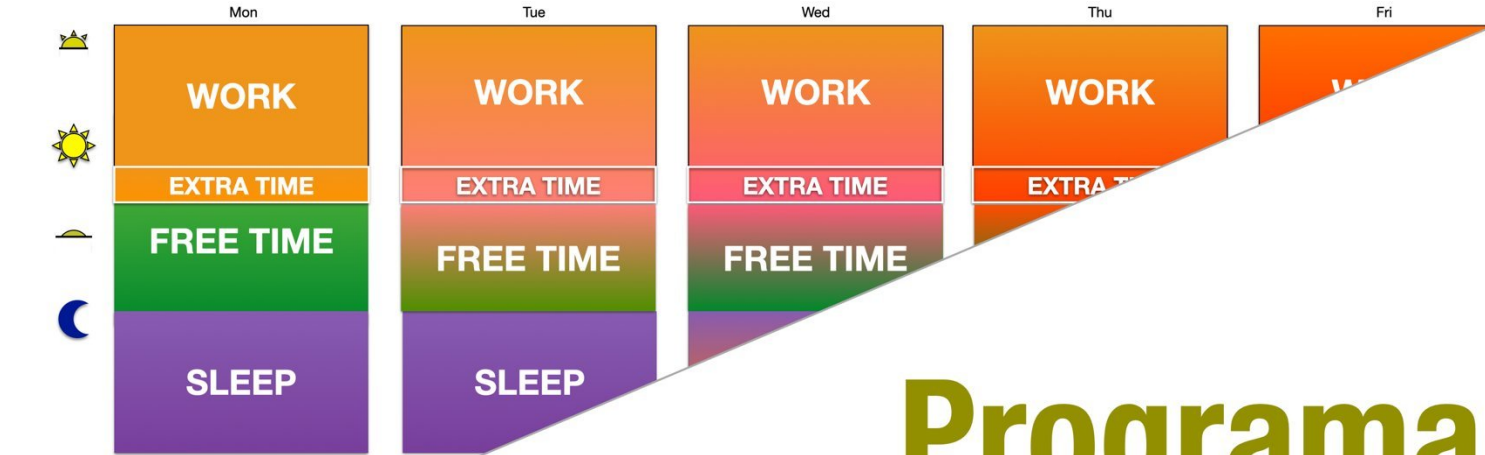 Mon Tue Wed Thu Fri
WORK WORK WORK WORK
EXTRA TIME EXTRA TIME EXTRA TIME EXTRA
FREE TIME FREE TIME FREE TIME
SLEEP SLEEP
Programa